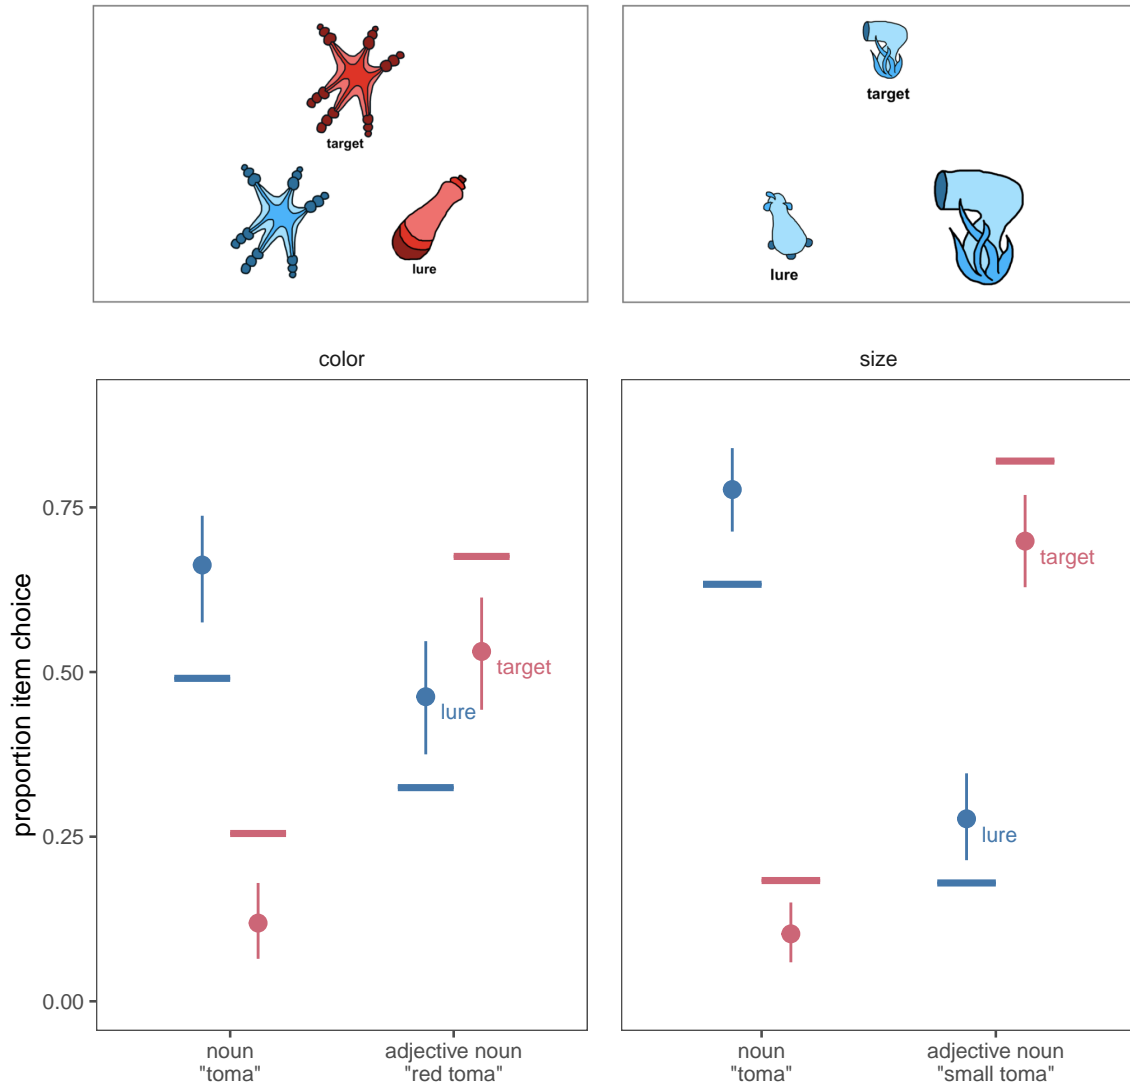 target
lure
target
lure
color
size
proportion item choice
0.75
0.50
0.25
0.00
target
lure
target
lure
noun
"toma"
adjective noun
"red toma"
noun
"toma"
adjective noun
"small toma"